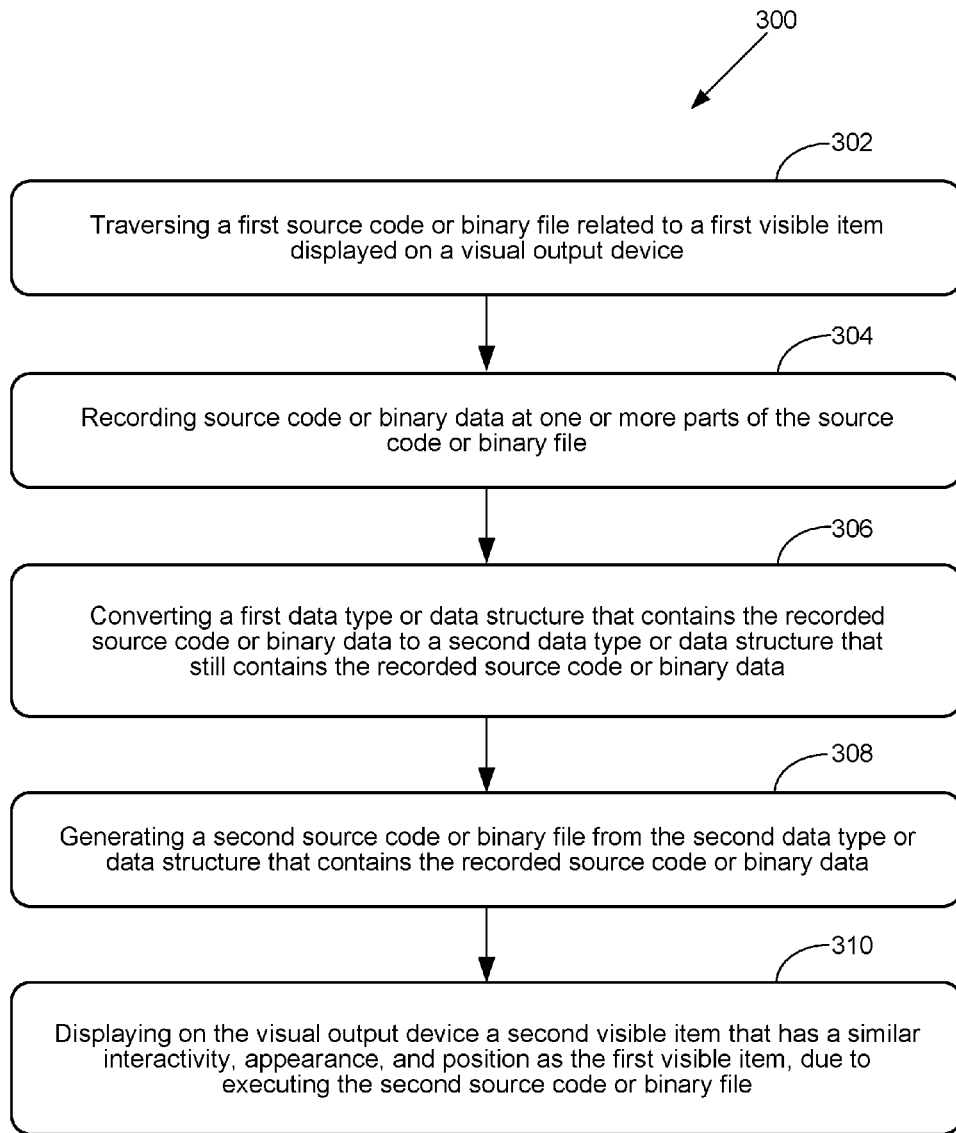 300
302
Traversing a first source code or binary file related to a first visible item
displayed on a visual output device
304
Recording source code or binary data at one or more parts of the source
code or binary file
306
Converting a first data type or data structure that contains the recorded
source code or binary data to a second data type or data structure that
still contains the recorded source code or binary data
308
Generating a second source code or binary file from the second data type or
data structure that contains the recorded source code or binary data
310
Displaying on the visual output device a second visible item that has a similar
interactivity, appearance, and position as the first visible item, due to
executing the second source code or binary file